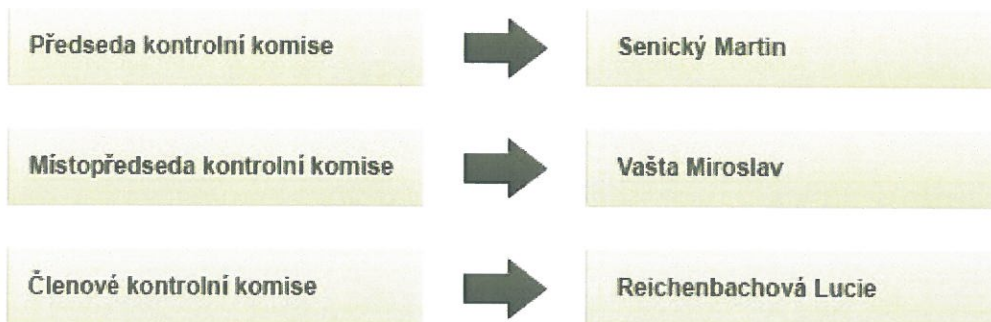 Předseda kontrolní komise
Senický Martin
Místopředseda kontrolní komise
Vašta Miroslav
Členové kontrolní komise
Reichenbachová Lucie